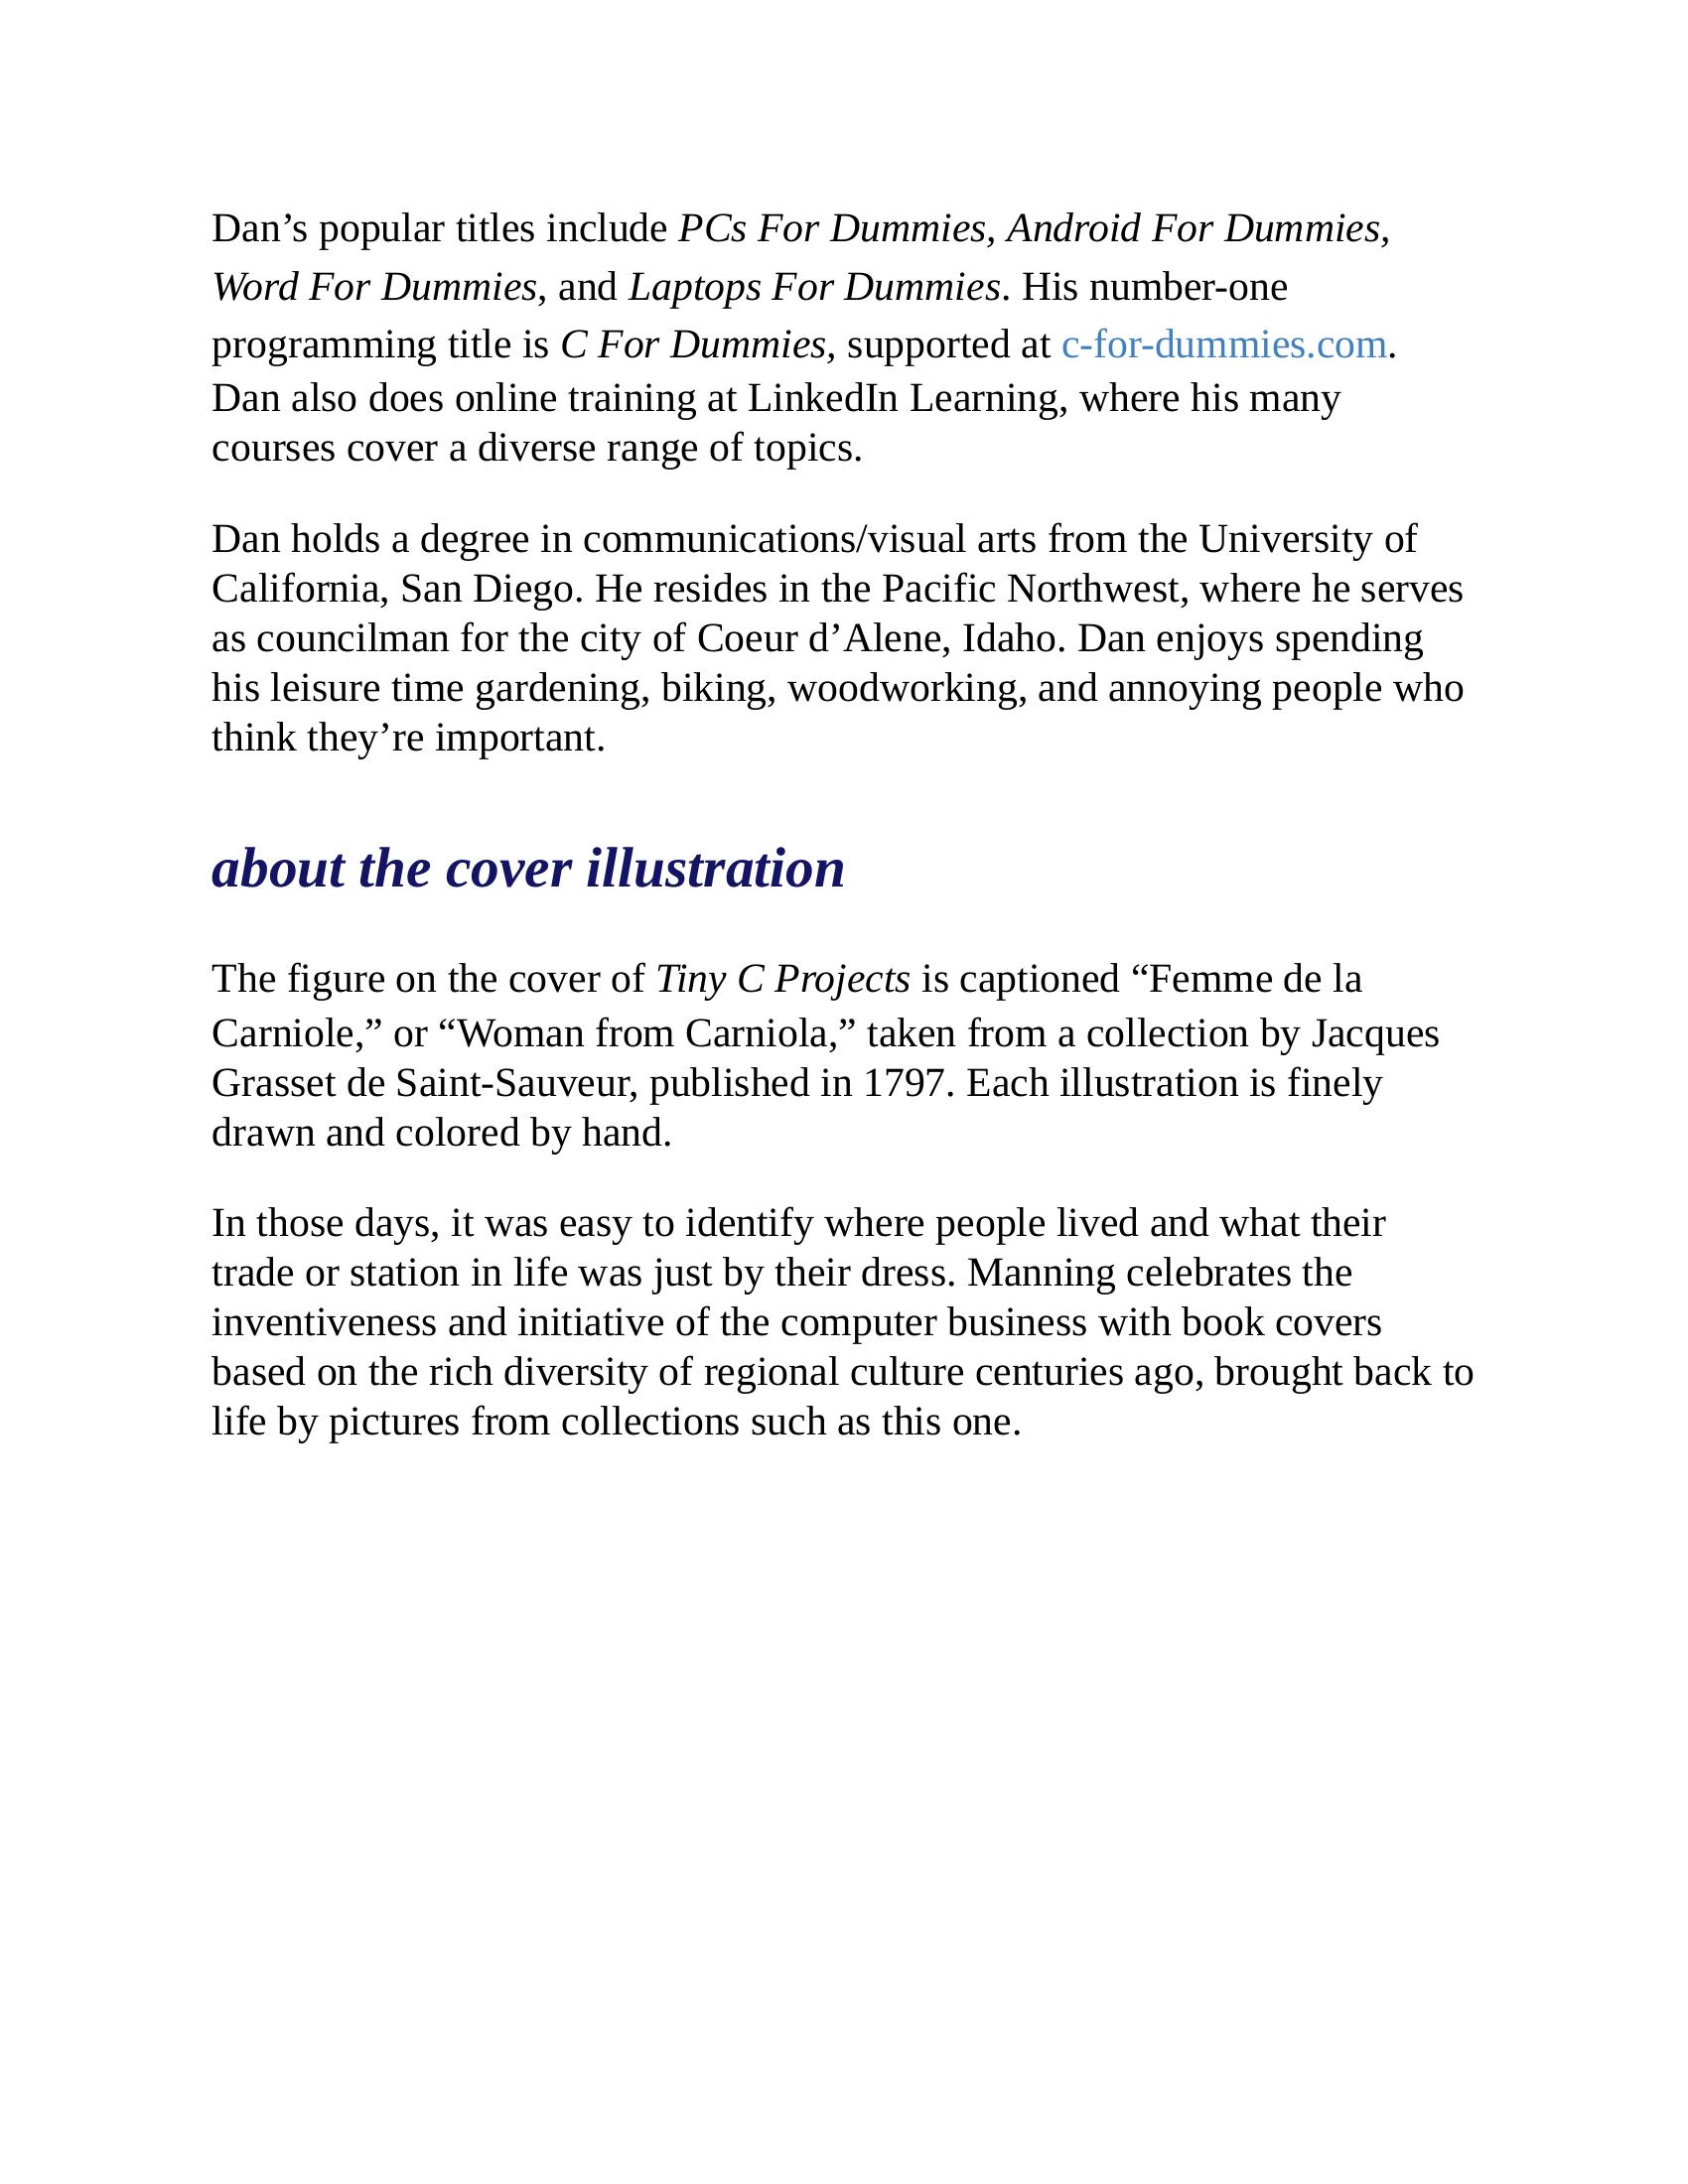 Dan’s popular titles include PCs For Dummies, Android For Dummies,
Word For Dummies, and Laptops For Dummies. His number-one
programming title is C For Dummies, supported at c-for-dummies.com.
Dan also does online training at LinkedIn Learning, where his many
courses cover a diverse range of topics.
Dan holds a degree in communications/visual arts from the University of
California, San Diego. He resides in the Pacific Northwest, where he serves
as councilman for the city of Coeur d’Alene, Idaho. Dan enjoys spending
his leisure time gardening, biking, woodworking, and annoying people who
think they’re important.
about the cover illustration
The figure on the cover of Tiny C Projects is captioned “Femme de la
Carniole,” or “Woman from Carniola,” taken from a collection by Jacques
Grasset de Saint-Sauveur, published in 1797. Each illustration is finely
drawn and colored by hand.
In those days, it was easy to identify where people lived and what their
trade or station in life was just by their dress. Manning celebrates the
inventiveness and initiative of the computer business with book covers
based on the rich diversity of regional culture centuries ago, brought back to
life by pictures from collections such as this one.